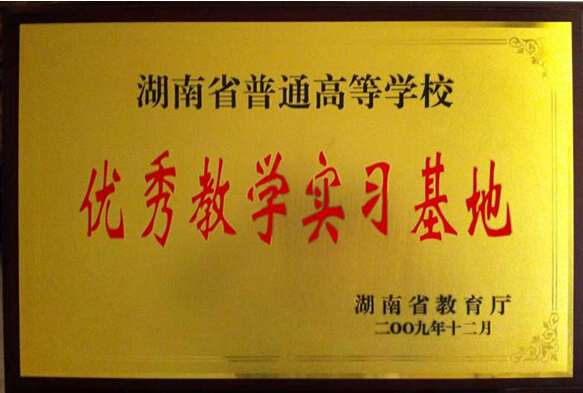 湖南省普通高等学校
优秀教学实习基地
湖南省教育厅
二〇〇九年十二月